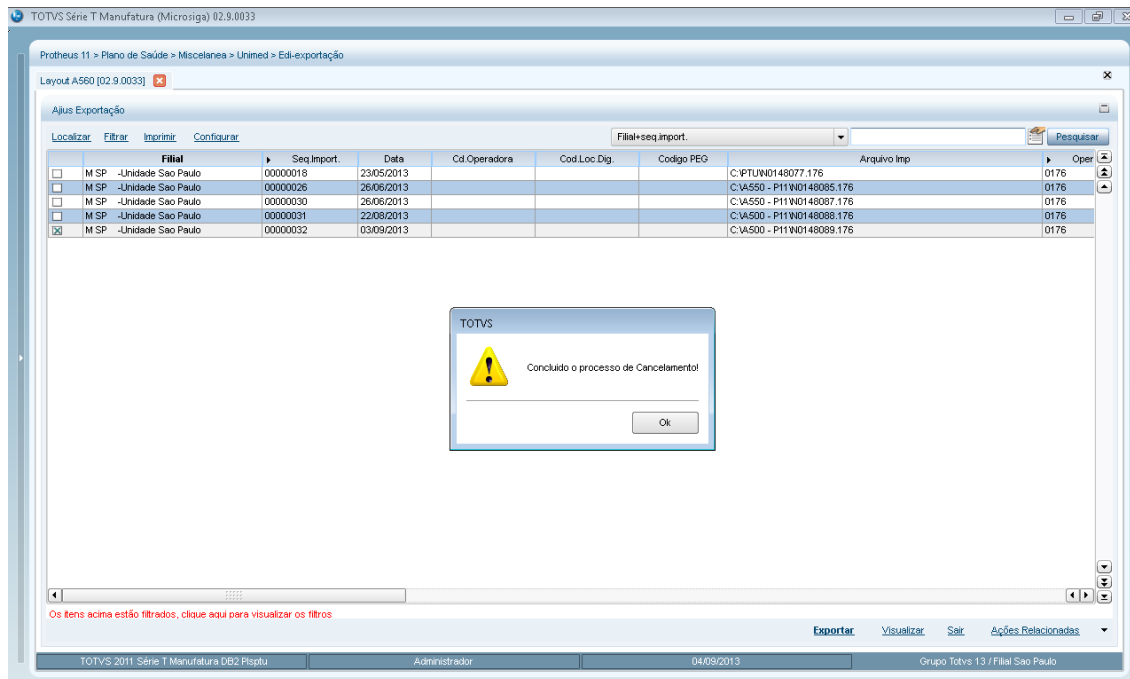 TOTVS Série T Manufatura (Microsiga) 02.9.0033
Protheus 11 > Plano de Saúde > Miscelanea > Unimed > Edi-exportação
Layout A560 [02.9.0033]
Ajius Exportação
Localizar Filtrar Imprimir Configurar Filial+seq.import. Pesquisar
Filial Seq.Import. Data Cd.Operadora Cod.Loc.Dig. Codigo PEG Arquivo Imp Oper
M SP -Unidade Sao Paulo 00000018 23/05/2013 C:\PTU\N0148077.176 0176
M SP -Unidade Sao Paulo 00000026 26/06/2013 C:\A550 - P11\N0148085.176 0176
M SP -Unidade Sao Paulo 00000030 26/06/2013 C:\A550 - P11\N0148087.176 0176
M SP -Unidade Sao Paulo 00000031 22/08/2013 C:\A500 - P11\N0148088.176 0176
M SP -Unidade Sao Paulo 00000032 03/09/2013 C:\A500 - P11\N0148089.176 0176
TOTVS
Concluido o processo de Cancelamento!
Ok
Os itens acima estão filtrados, clique aqui para visualizar os filtros
Exportar Visualizar Sair Ações Relacionadas
TOTVS 2011 Série T Manufatura DB2 Plsptu Administrador 04/09/2013 Grupo Totvs 13 / Filial Sao Paulo